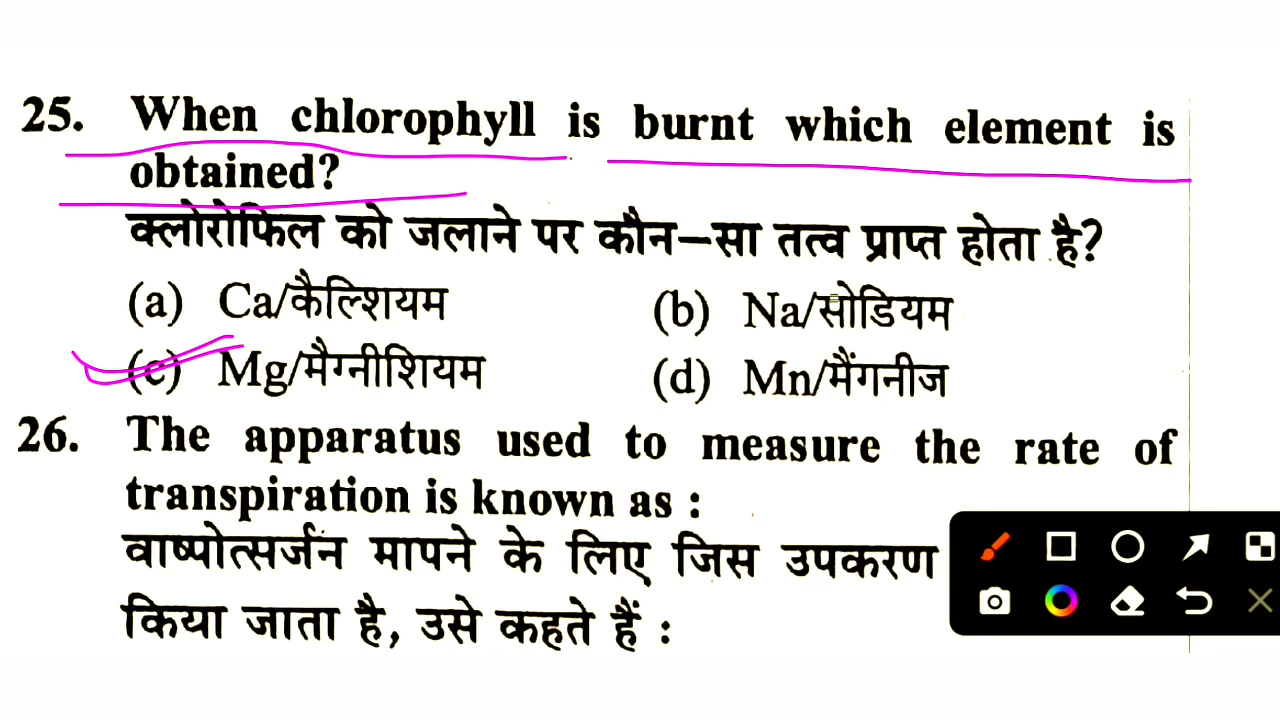 25. When chlorophyll is burnt which element is
obtained?
क्लोरोफिल को जलाने पर कौन–सा तत्व प्राप्त होता है?
(a) Ca/कैल्शियम (b) Na/सोडियम
(c) Mg/मैग्नीशियम (d) Mn/मैंगनीज
26. The apparatus used to measure the rate of
transpiration is known as :
वाष्पोत्सर्जन मापने के लिए जिस उपकरण
किया जाता है, उसे कहते हैं :